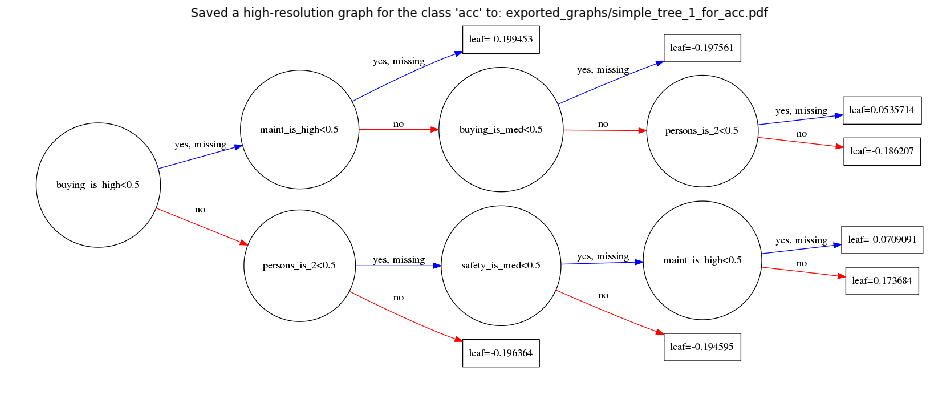 Saved a high-resolution graph for the class 'acc' to: exported_graphs/simple_tree_1_for_acc.pdf
buying_is_high<0.5
yes, missing
no
maint_is_high<0.5
yes, missing
no
leaf= 0.199453
buying_is_med<0.5
yes, missing
no
leaf=-0.197561
persons_is_2<0.5
yes, missing
no
leaf=0.0535714
leaf=-0.186207
persons_is_2<0.5
yes, missing
no
safety_is_med<0.5
yes, missing
no
leaf=-0.196364
maint_is_high<0.5
yes, missing
no
leaf= 0.0709091
leaf=0.173684
leaf=-0.194595